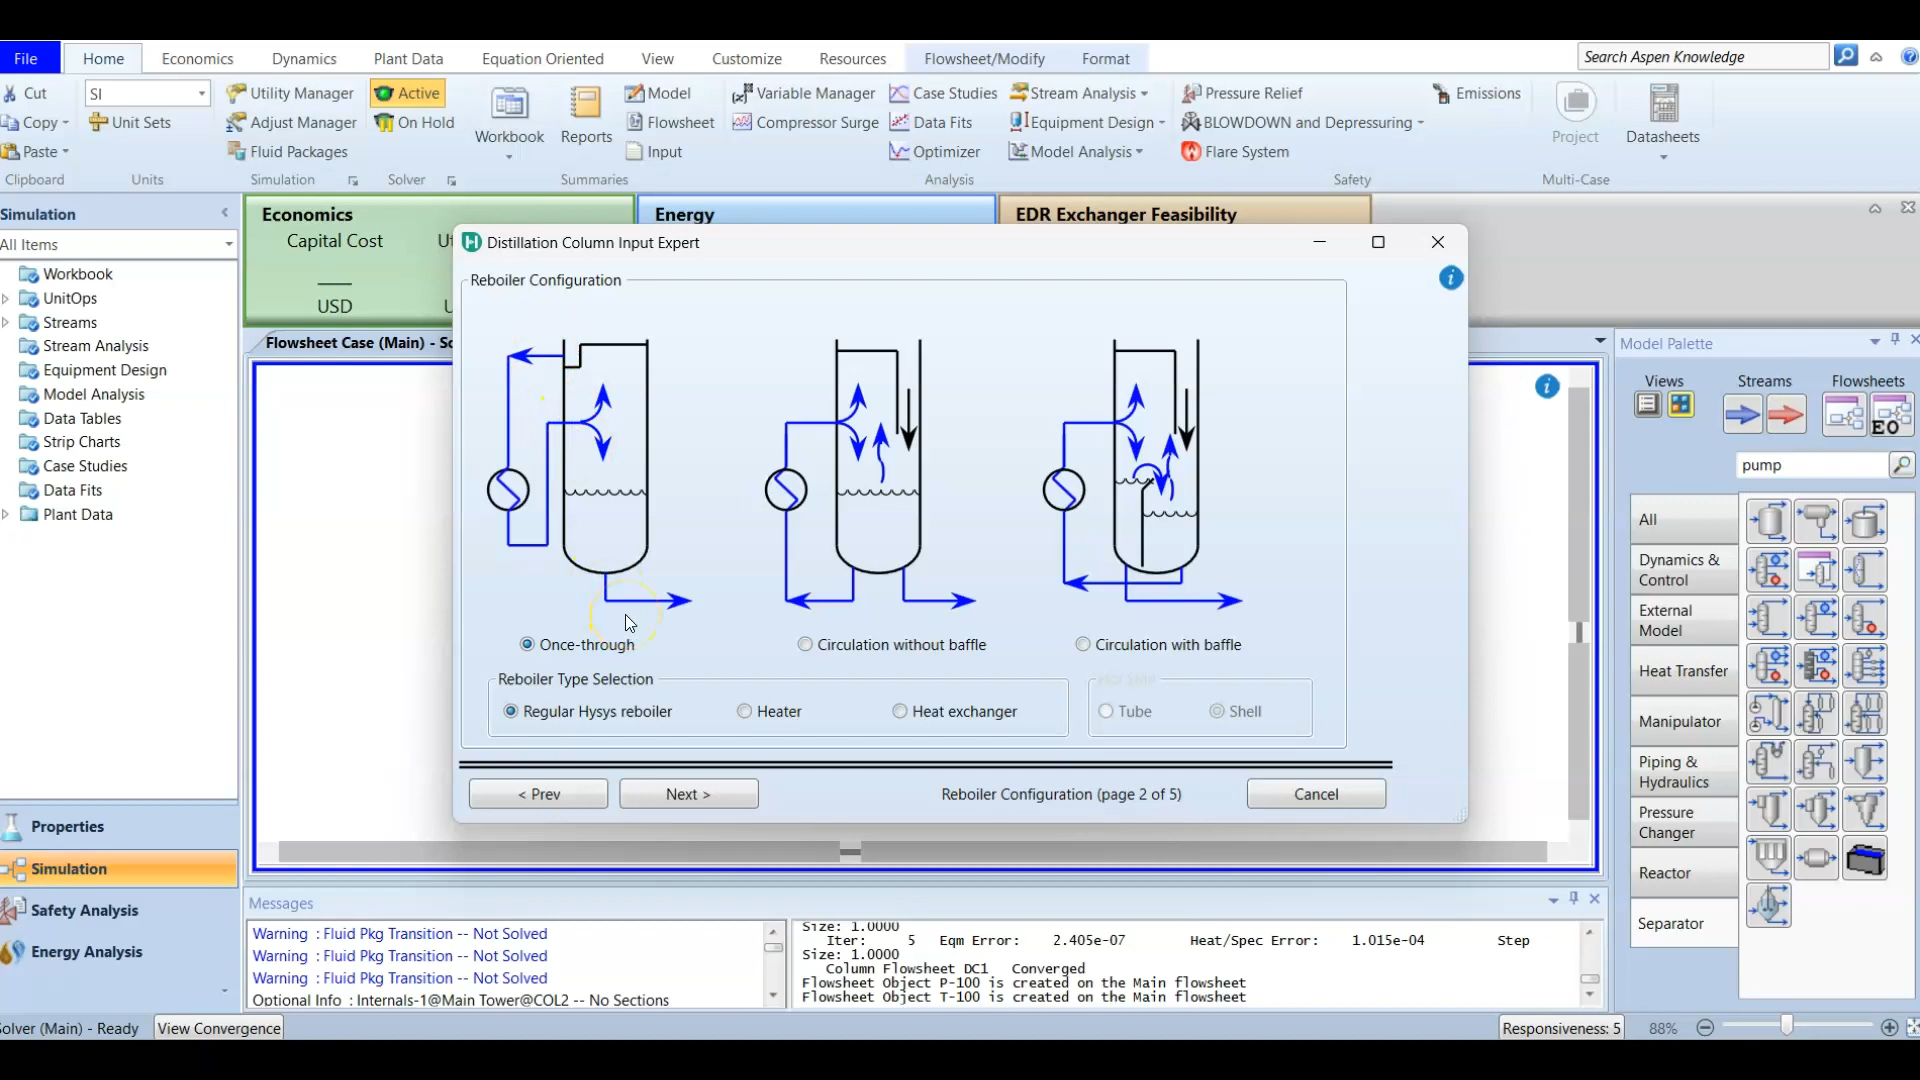 File
Home
Economics
Dynamics
Plant Data
Equation Oriented
View
Customize
Resources
Flowsheet/Modify
Format
Search Aspen Knowledge
Cut
Copy
Paste
Clipboard
SI
Unit Sets
Units
Utility Manager
Adjust Manager
Fluid Packages
Simulation
Active
On Hold
Solver
Workbook
Reports
Model
Flowsheet
Input
Summaries
Variable Manager
Compressor Surge
Case Studies
Data Fits
Optimizer
Stream Analysis
Equipment Design
Model Analysis
Analysis
Pressure Relief
BLOWDOWN and Depressuring
Flare System
Emissions
Safety
Project
Multi-Case
Datasheets
Simulation
All Items
Workbook
UnitOps
Streams
Stream Analysis
Equipment Design
Model Analysis
Data Tables
Strip Charts
Case Studies
Data Fits
Plant Data
Properties
Simulation
Safety Analysis
Energy Analysis
Economics
Capital Cost
USD
Energy
EDR Exchanger Feasibility
Flowsheet Case (Main) - So
Distillation Column Input Expert
Reboiler Configuration
Once-through
Circulation without baffle
Circulation with baffle
Reboiler Type Selection
Regular Hysys reboiler
Heater
Heat exchanger
Tube
Shell
< Prev
Next >
Reboiler Configuration (page 2 of 5)
Cancel
Model Palette
Views
Streams
Flowsheets
EO
pump
All
Dynamics &
Control
External
Model
Heat Transfer
Manipulator
Piping &
Hydraulics
Pressure
Changer
Reactor
Separator
Messages
Warning : Fluid Pkg Transition -- Not Solved
Warning : Fluid Pkg Transition -- Not Solved
Warning : Fluid Pkg Transition -- Not Solved
Optional Info : Internals-1@Main Tower@COL2 -- No Sections
Size: 1.0000
Iter: 5 Eqm Error: 2.405e-07 Heat/Spec Error: 1.015e-04 Step
Size: 1.0000
Column Flowsheet DC1 Converged
Flowsheet Object P-100 is created on the Main flowsheet
Flowsheet Object T-100 is created on the Main flowsheet
Solver (Main) - Ready
View Convergence
Responsiveness: 5
88%